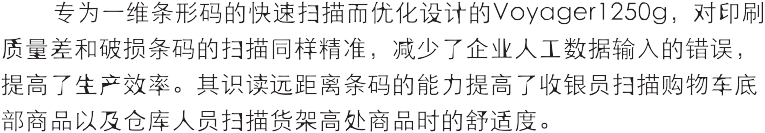 专为一维条形码的快速扫描而优化设计的Voyager1250g，对印刷
质量差和破损条码的扫描同样精准，减少了企业人工数据输入的错误，
提高了生产效率。其识读远距离条码的能力提高了收银员扫描购物车底
部商品以及仓库人员扫描货架高处商品时的舒适度。